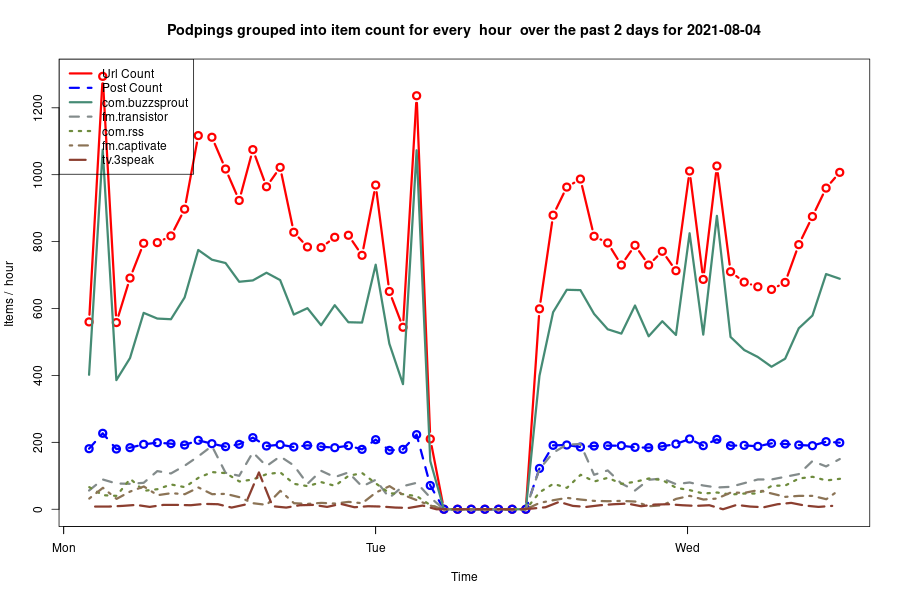 Podpings grouped into item count for every  hour  over the past 2 days for 2021-08-04
Url Count
Post Count
com.buzzsprout
fm.transistor
com.rss
fm.captivate
tv.3speak
Items /  hour
1200
1000
800
600
400
200
0
Mon
Tue
Wed
Time